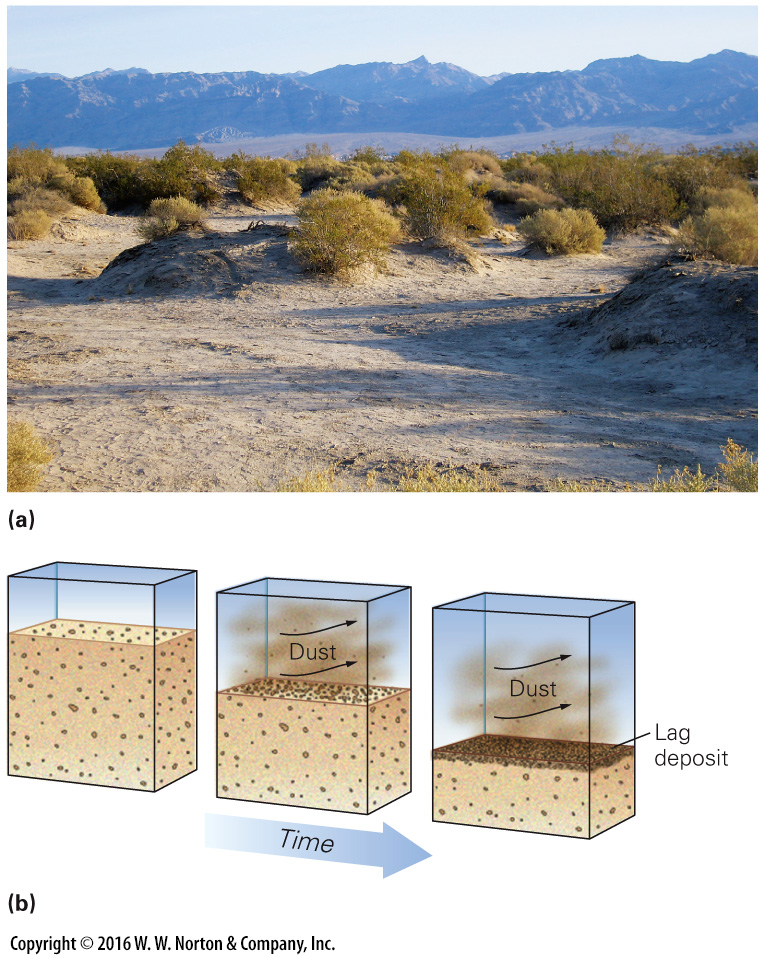 (a)
Dust
Dust
Lag
deposit
Time
(b)
Copyright © 2016 W. W. Norton & Company, Inc.